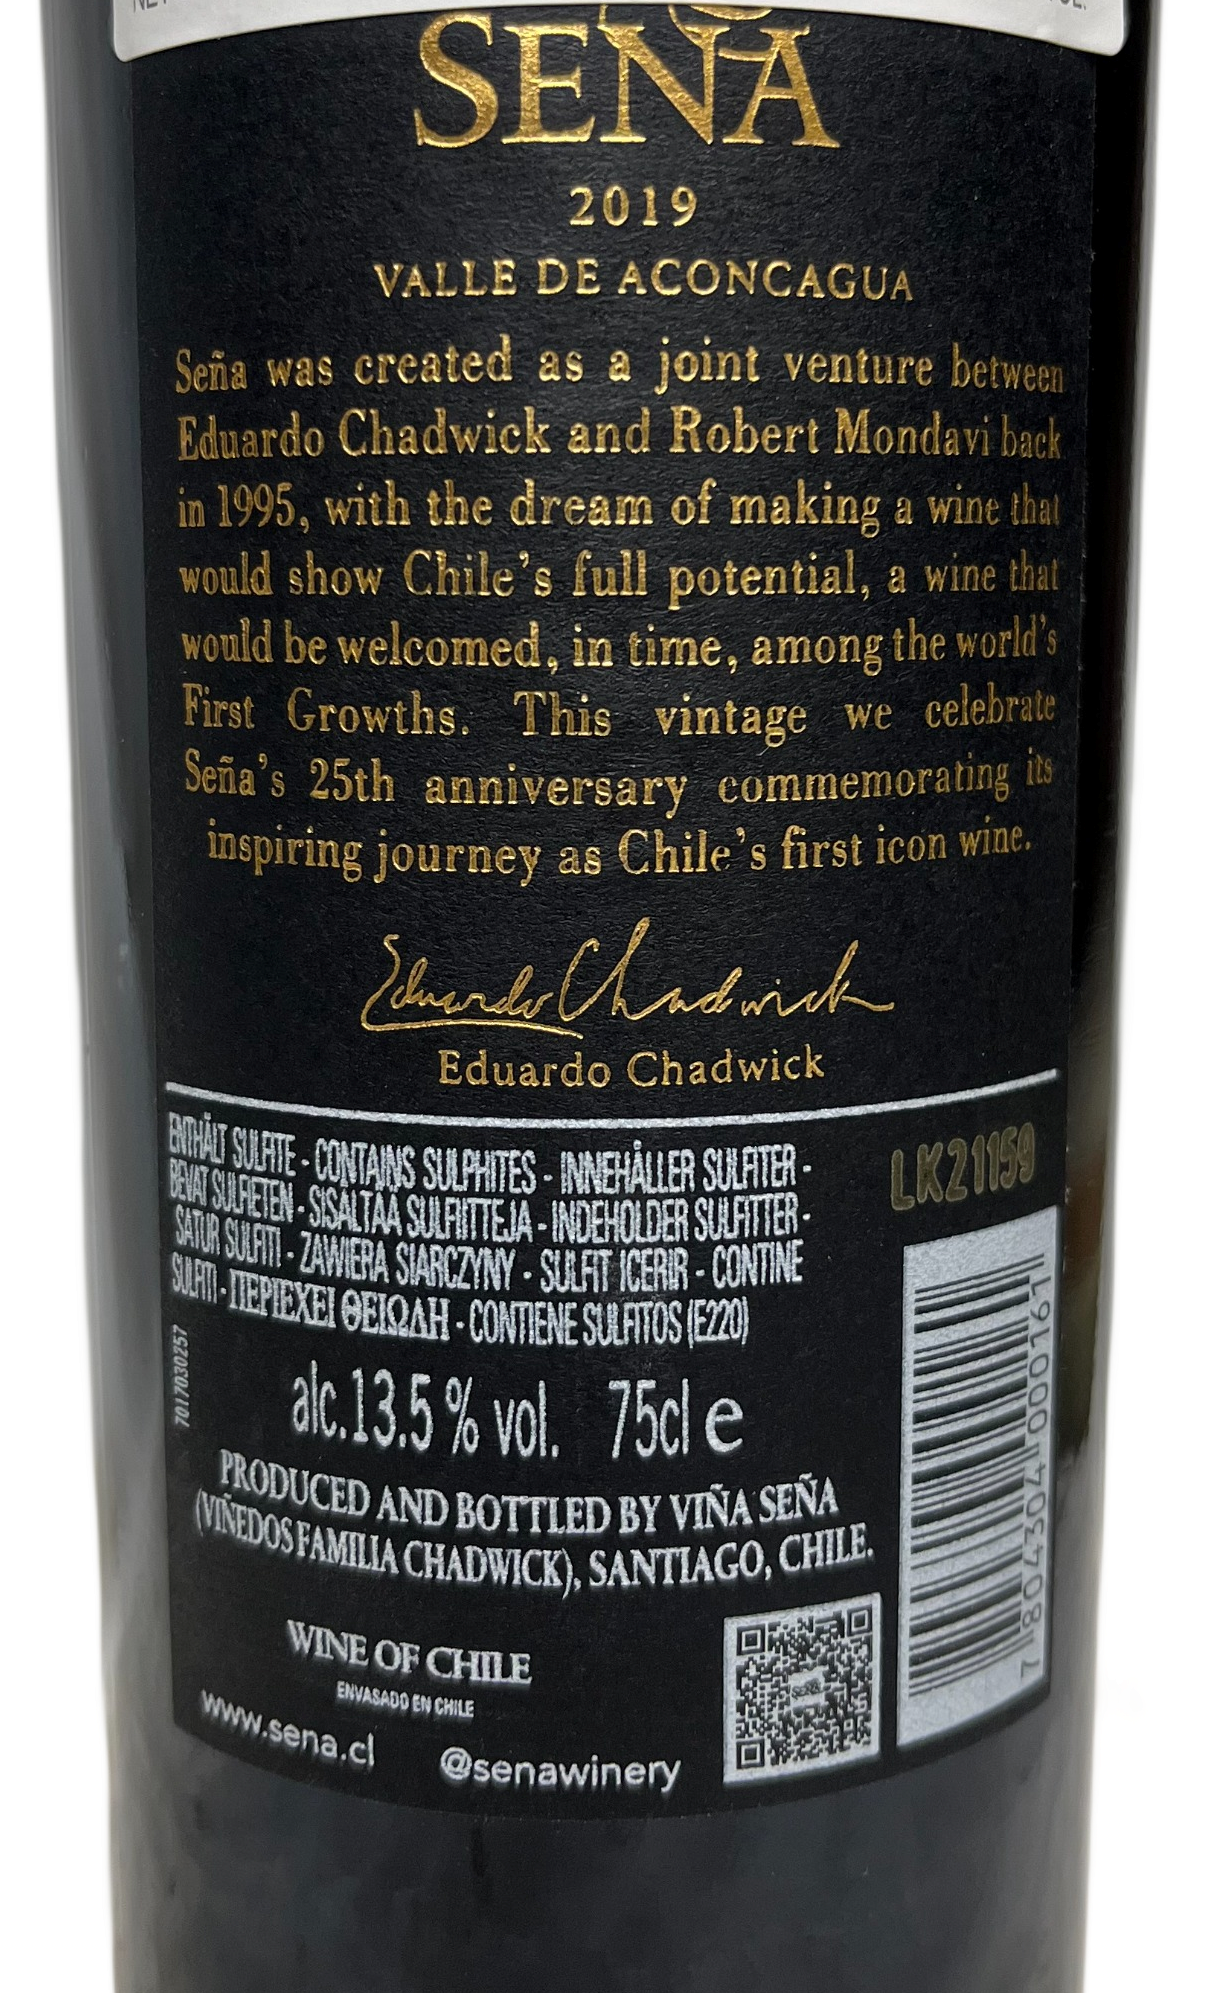 SEÑA
2019
VALLE DE ACONCAGUA
Seña was created as a joint venture between
Eduardo Chadwick and Robert Mondavi back
in 1995, with the dream of making a wine that
would show Chile's full potential, a wine that
would be welcomed, in time, among the world's
First Growths. This vintage we celebrate
Seña's 25th anniversary commemorating its
inspiring journey as Chile's first icon wine.
Eduardo Chadwick
Eduardo Chadwick
ENTHÄLT SULFITE - CONTAINS SULPHITES - INNEHÅLLER SULFITER -
BEVAT SULFIETEN - SISÄLTÄÄ SULFIITTEJA - INDEHOLDER SULFITTER -
SATUR SULFITI - ZAWIERA SIARCZYNY - SULFIT ICERIR - CONTINE
SULFITI - ΠΕΡΙΕΧΕΙ ΘΕΙΩΔΗ - CONTIENE SULFITOS (E220)
LK21159
7017030257
alc.13.5 % vol. 75cl e
PRODUCED AND BOTTLED BY VIÑA SEÑA
(VIÑEDOS FAMILIA CHADWICK), SANTIAGO, CHILE.
7 804304 000161
WINE OF CHILE
ENVASADO EN CHILE
www.sena.cl
@senawinery
SEÑA